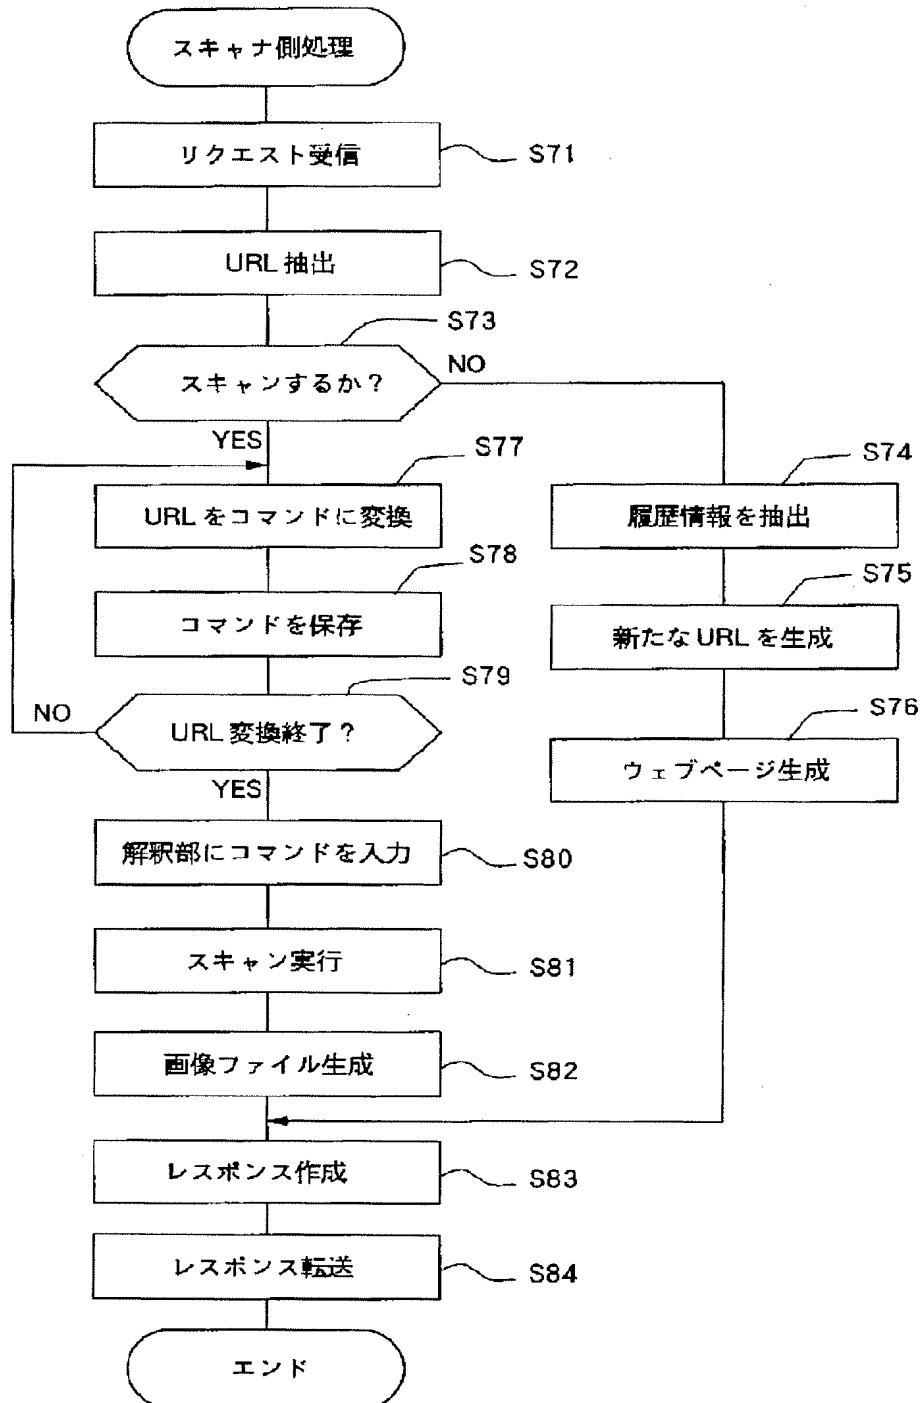 スキャナ側処理
リクエスト受信
S71
URL 抽出
S72
S73
スキャンするか？
NO
YES
S77
URL をコマンドに変換
S78
コマンドを保存
S79
NO
URL 変換終了？
YES
S74
履歴情報を抽出
S75
新たな URL を生成
S76
ウェブページ生成
解釈部にコマンドを入力
S80
スキャン実行
S81
画像ファイル生成
S82
レスポンス作成
S83
レスポンス転送
S84
エンド